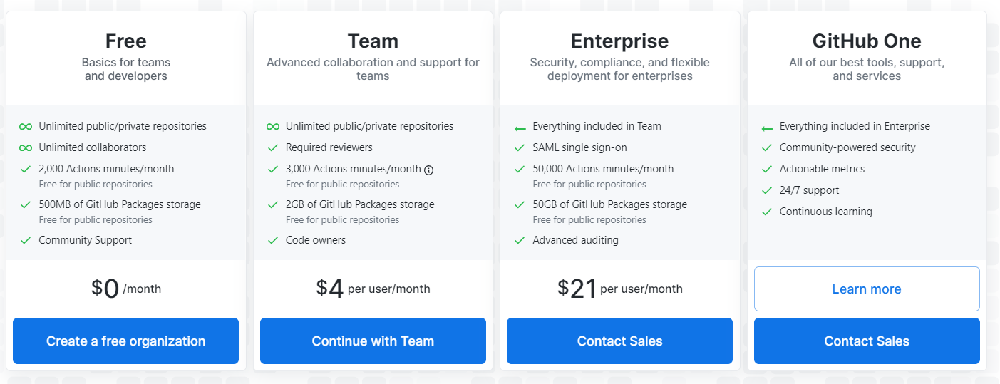 Free
Basics for teams
and developers
Unlimited public/private repositories
Unlimited collaborators
2,000 Actions minutes/month
Free for public repositories
500MB of GitHub Packages storage
Free for public repositories
Community Support
$0 /month
Create a free organization
Team
Advanced collaboration and support for
teams
Unlimited public/private repositories
Required reviewers
3,000 Actions minutes/month
Free for public repositories
2GB of GitHub Packages storage
Free for public repositories
Code owners
$4 per user/month
Continue with Team
Enterprise
Security, compliance, and flexible
deployment for enterprises
Everything included in Team
SAML single sign-on
50,000 Actions minutes/month
Free for public repositories
50GB of GitHub Packages storage
Free for public repositories
Advanced auditing
$21 per user/month
Contact Sales
GitHub One
All of our best tools, support,
and services
Everything included in Enterprise
Community-powered security
Actionable metrics
24/7 support
Continuous learning
Learn more
Contact Sales